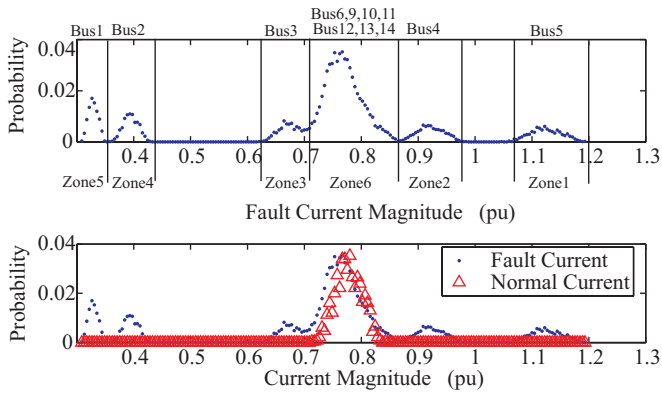 Bus6,9,10,11
Bus1 Bus2 Bus3 Bus12,13,14 Bus4 Bus5
Probability
0.04
0.02
0
0.4 0.5 0.6 0.7 0.8 0.9 1 1.1 1.2 1.3
Zone5 Zone4 Zone3 Zone6 Zone2 Zone1
Fault Current Magnitude (pu)
Probability
0.04
0.02
0
Fault Current
Normal Current
0.4 0.5 0.6 0.7 0.8 0.9 1 1.1 1.2 1.3
Current Magnitude (pu)